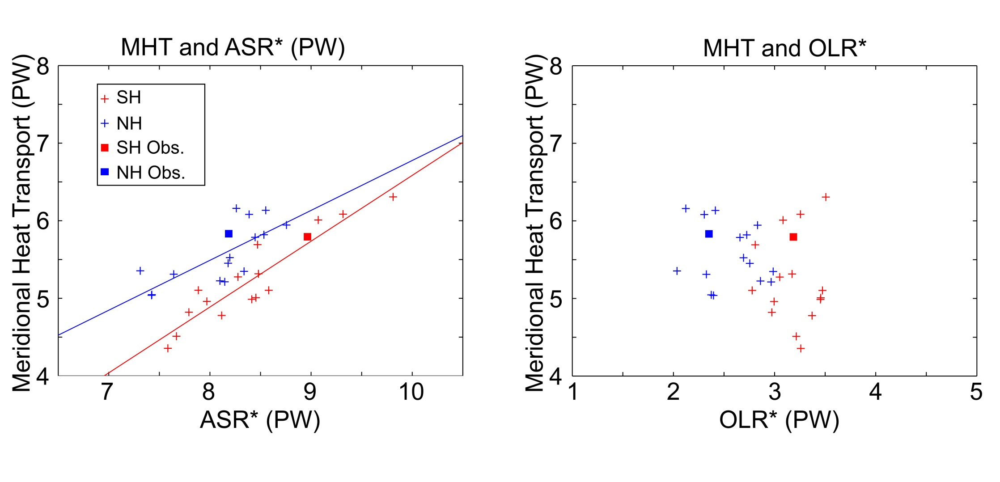 MHT and ASR* (PW)
Meridional Heat Transport (PW)
8
7
6
5
4
SH
NH
SH Obs.
NH Obs.
7 8 9 10
ASR* (PW)
MHT and OLR*
Meridional Heat Transport (PW)
8
7
6
5
4
1 2 3 4 5
OLR* (PW)